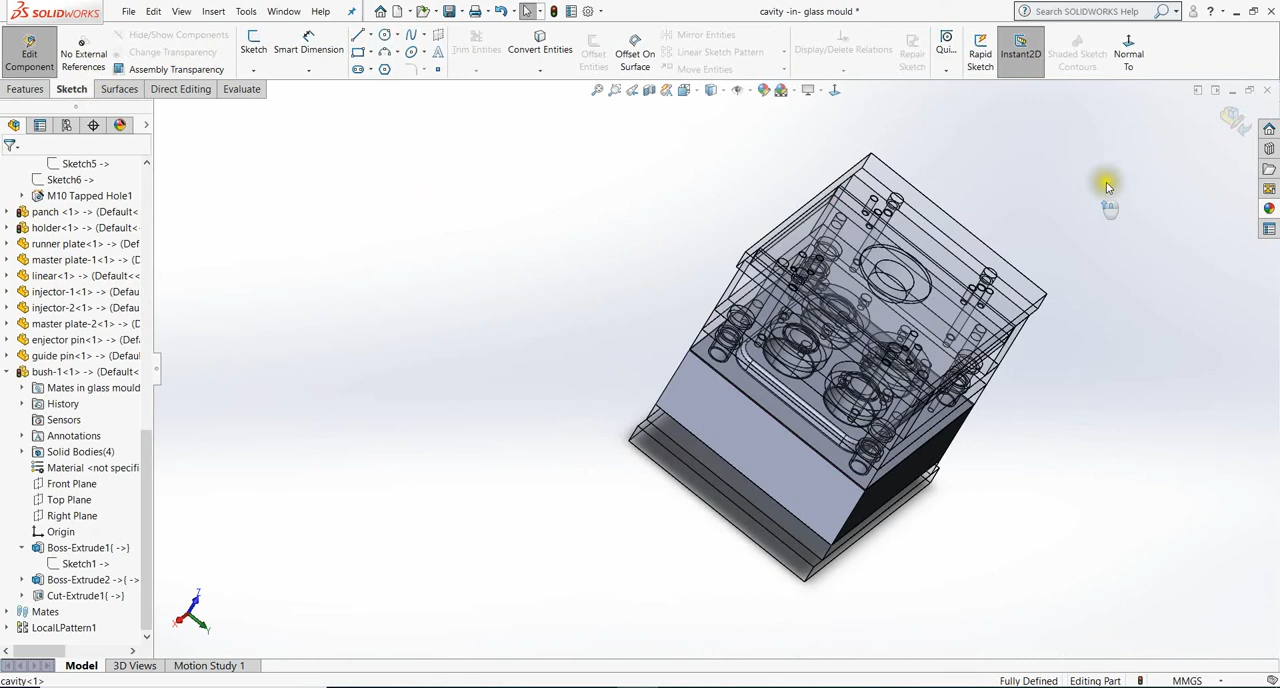 SOLIDWORKS
File
Edit
View
Insert
Tools
Window
Help
cavity -in- glass mould *
Search SOLIDWORKS Help
Edit Component
No External References
Hide/Show Components
Change Transparency
Assembly Transparency
Sketch
Smart Dimension
Trim Entities
Convert Entities
Offset Entities
Offset On Surface
Mirror Entities
Linear Sketch Pattern
Move Entities
Display/Delete Relations
Repair Sketch
Qui...
Rapid Sketch
Instant2D
Shaded Sketch Contours
Normal To
Features
Sketch
Surfaces
Direct Editing
Evaluate
Sketch5 ->
Sketch6 ->
M10 Tapped Hole1
panch <1> -> (Default<
holder<1> -> (Default<
runner plate<1> -> (De
master plate-1<1> -> (
linear<1> -> (Default<<
injector-1<1> -> (Defau
injector-2<1> -> (Defau
master plate-2<1> -> (
enjector pin<1> -> (De
guide pin<1> -> (Defau
bush-1<1> -> (Default
Mates in glass mould
History
Sensors
Annotations
Solid Bodies(4)
Material <not specifi
Front Plane
Top Plane
Right Plane
Origin
Boss-Extrude1{ ->}
Sketch1 ->
Boss-Extrude2 { ->
Cut-Extrude1{ ->}
Mates
LocalLPattern1
Z
X
Y
Model
3D Views
Motion Study 1
cavity<1>
Fully Defined
Editing Part
MMGS